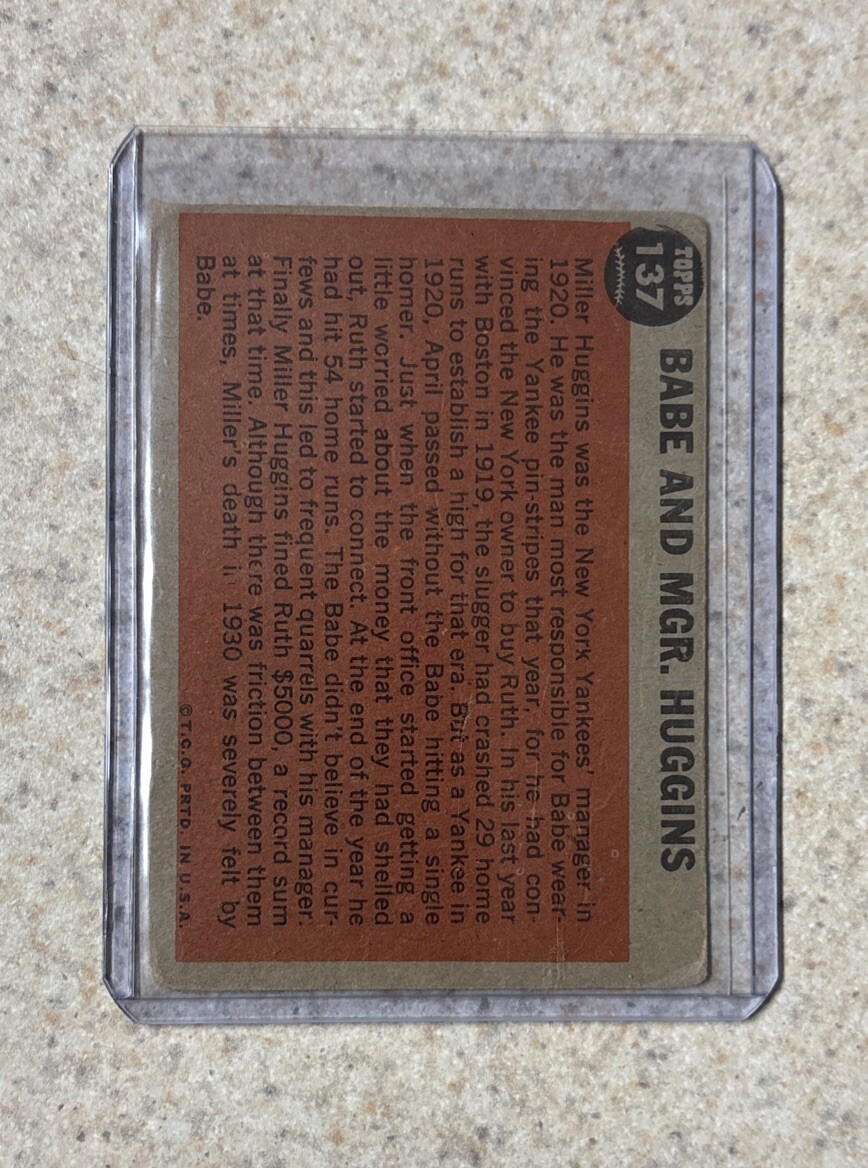 TOPPS
137
BABE AND MGR. HUGGINS
Miller Huggins was the New York Yankees' manager in
1920. He was the man most responsible for Babe wear-
ing the Yankee pin-stripes that year, for he had con-
vinced the New York owner to buy Ruth. In his last year
with Boston in 1919, the slugger had crashed 29 home
runs to establish a high for that era. But as a Yankee in
1920, April passed without the Babe hitting a single
homer. Just when the front office started getting a
little worried about the money that they had shelled
out, Ruth started to connect. At the end of the year he
had hit 54 home runs. The Babe didn't believe in cur-
fews and this led to frequent quarrels with his manager.
Finally Miller Huggins fined Ruth $5000, a record sum
at that time. Although there was friction between them
at times, Miller's death in 1930 was severely felt by
Babe.
©T.C.G. PRTD. IN U.S.A.